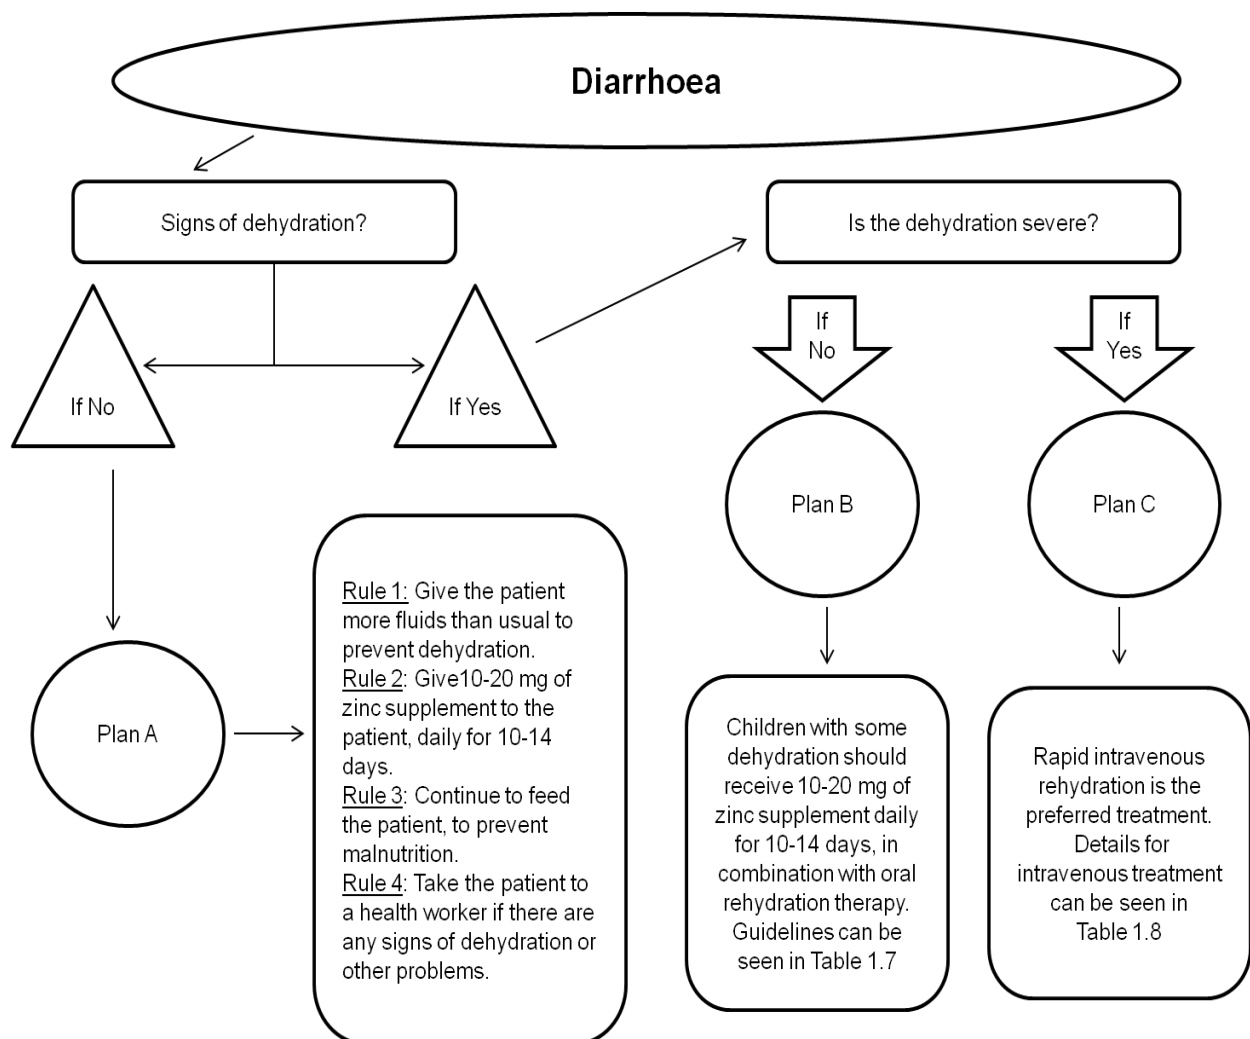 Diarrhoea
Signs of dehydration?
Is the dehydration severe?
If No
If Yes
If
No
If
Yes
Plan A
Rule 1: Give the patient
more fluids than usual to
prevent dehydration.
Rule 2: Give10-20 mg of
zinc supplement to the
patient, daily for 10-14
days.
Rule 3: Continue to feed
the patient, to prevent
malnutrition.
Rule 4: Take the patient to
a health worker if there are
any signs of dehydration or
other problems.
Plan B
Plan C
Children with some
dehydration should
receive 10-20 mg of
zinc supplement daily
for 10-14 days, in
combination with oral
rehydration therapy.
Guidelines can be
seen in Table 1.7
Rapid intravenous
rehydration is the
preferred treatment.
Details for
intravenous treatment
can be seen in
Table 1.8